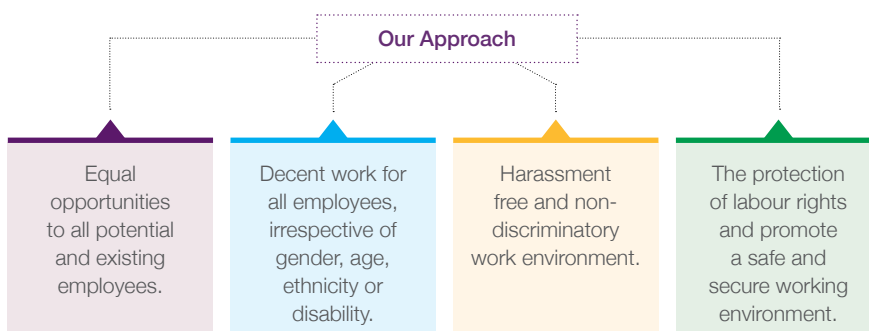 Our Approach
Equal
opportunities
to all potential
and existing
employees.
Decent work for
all employees,
irrespective of
gender, age,
ethnicity or
disability.
Harassment
free and non-
discriminatory
work environment.
The protection
of labour rights
and promote
a safe and
secure working
environment.